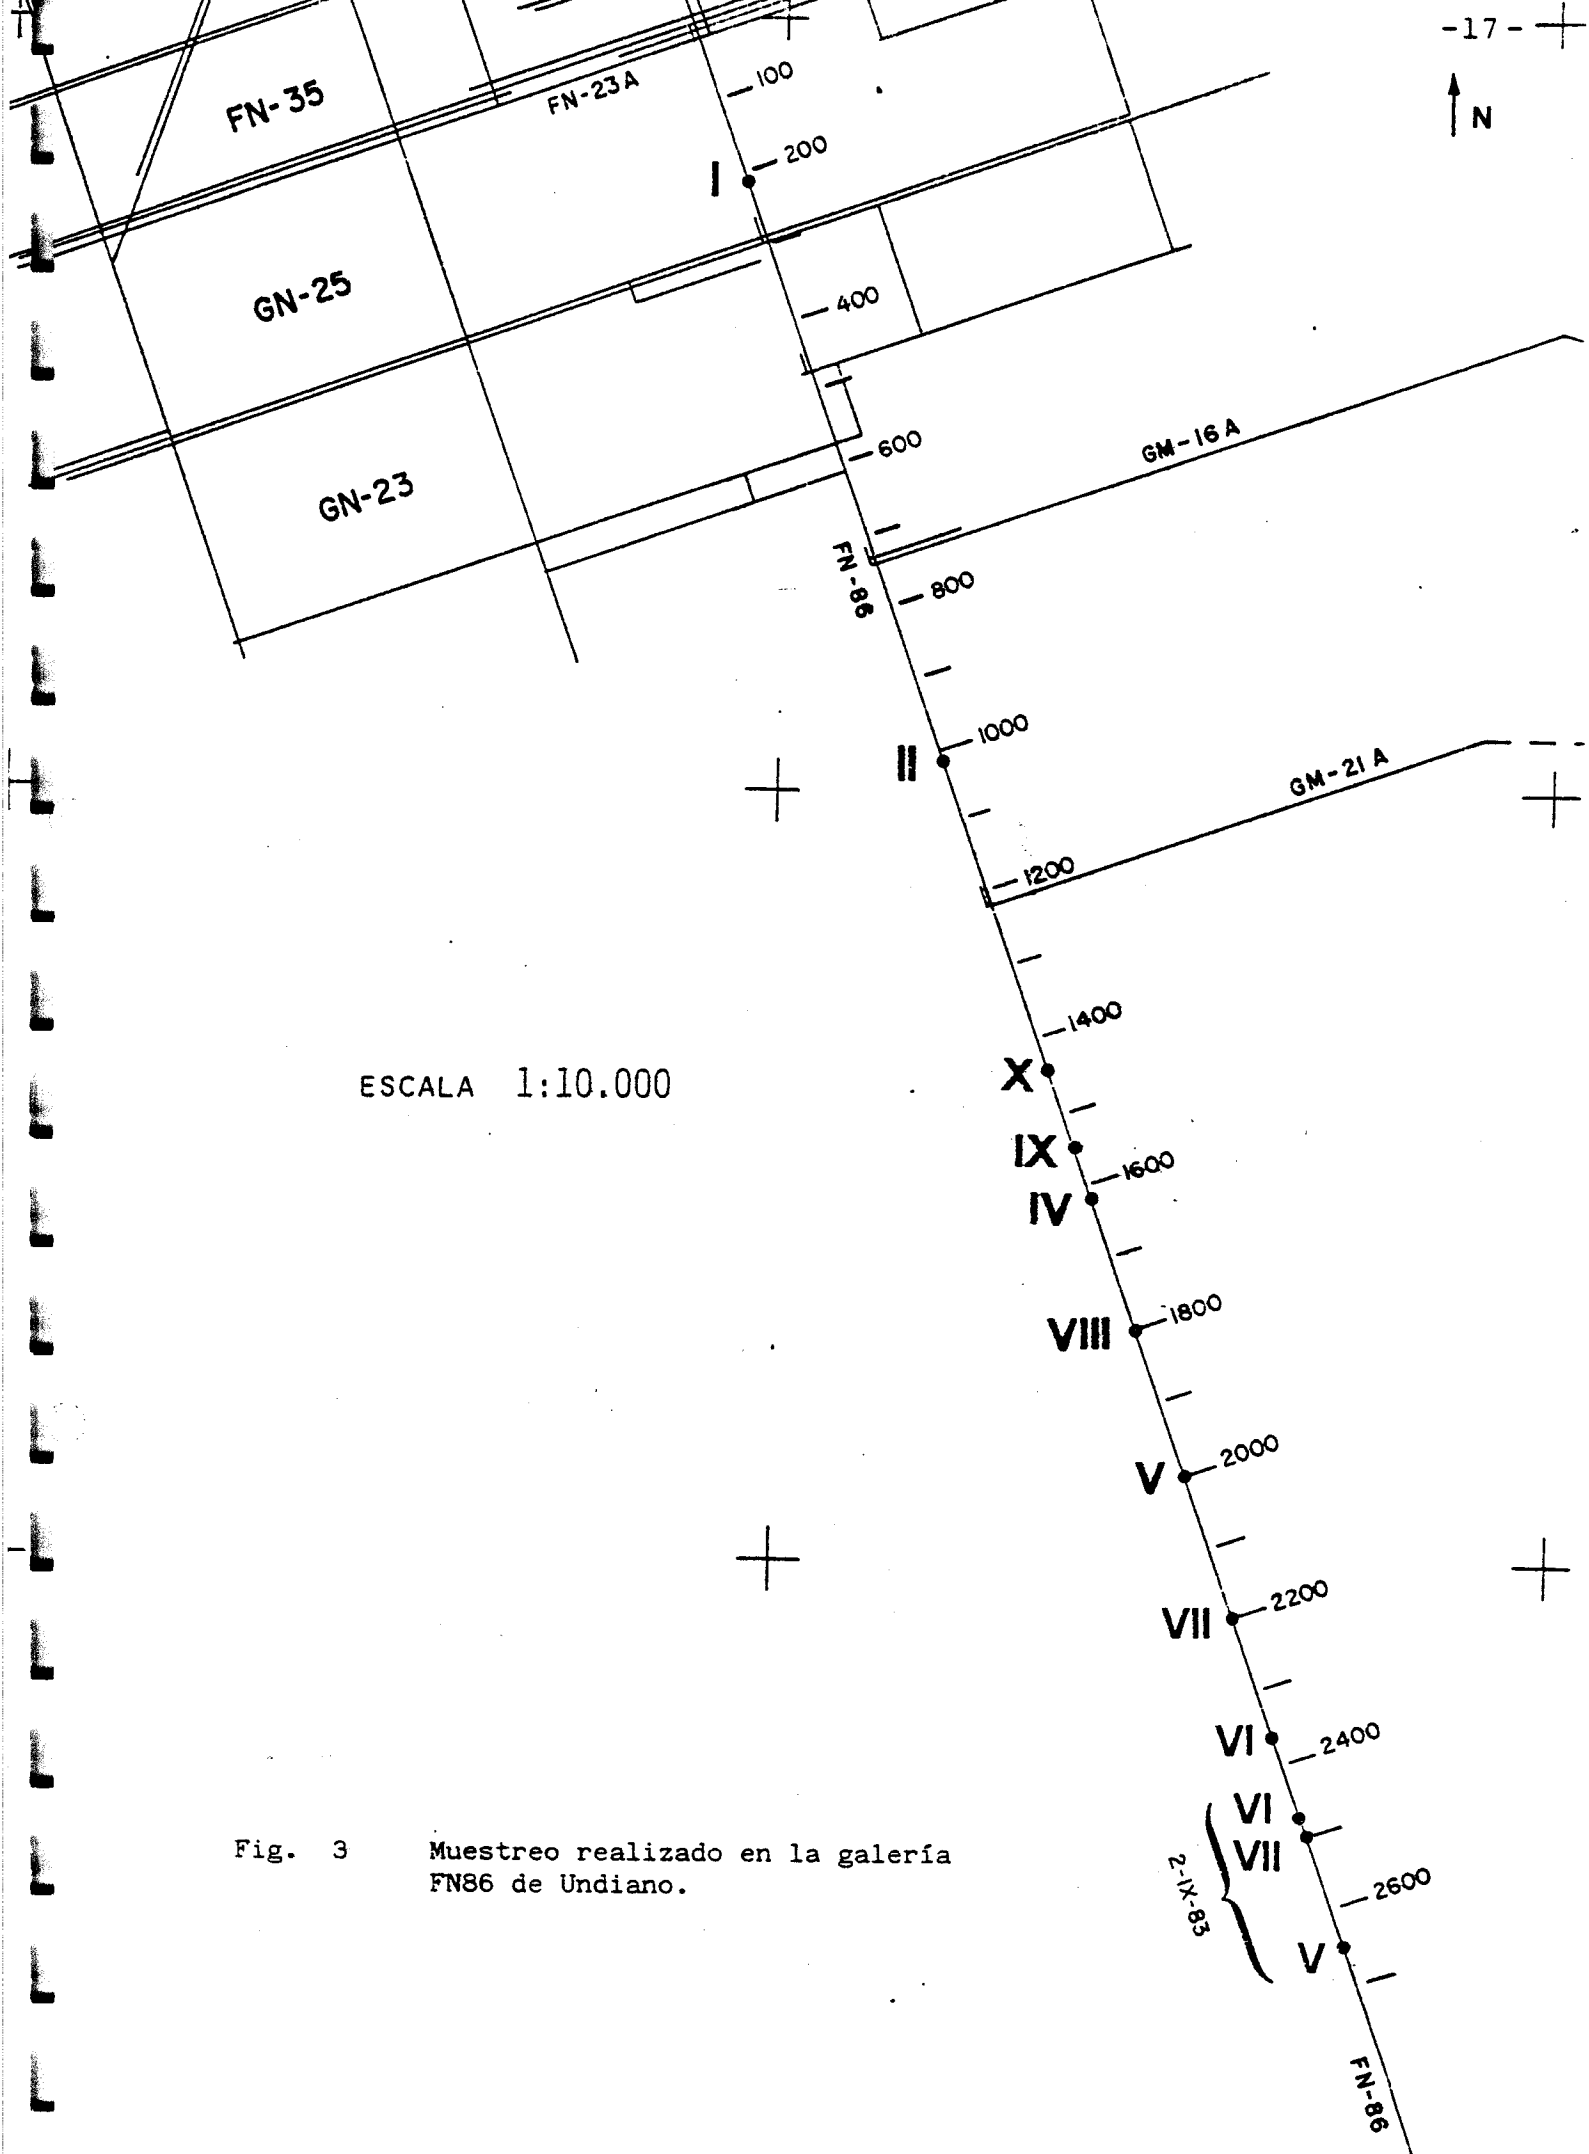 -17-
N
FN-35
FN-23A
100
200
I
GN-25
400
GN-23
600
GM-16A
FN-86
800
1000
II
GM-21A
1200
1400
X
ESCALA 1:10.000
IX
1600
IV
1800
VIII
2000
V
2200
VII
VI
2400
VI
VII
2-IX-83
2600
V
Fig. 3 Muestreo realizado en la galería
FN86 de Undiano.
FN-86